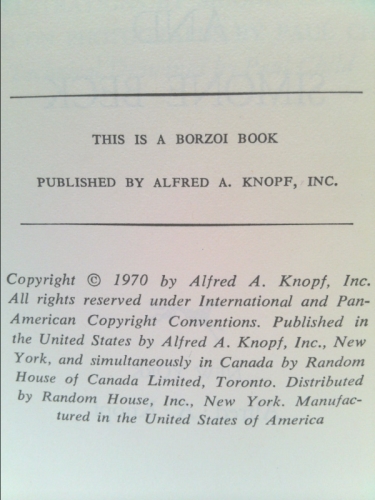 THIS IS A BORZOI BOOK
PUBLISHED BY ALFRED A. KNOPF, INC.
Copyright © 1970 by Alfred A. Knopf, Inc.
All rights reserved under International and Pan-
American Copyright Conventions. Published in
the United States by Alfred A. Knopf, Inc., New
York, and simultaneously in Canada by Random
House of Canada Limited, Toronto. Distributed
by Random House, Inc., New York. Manufac-
tured in the United States of America